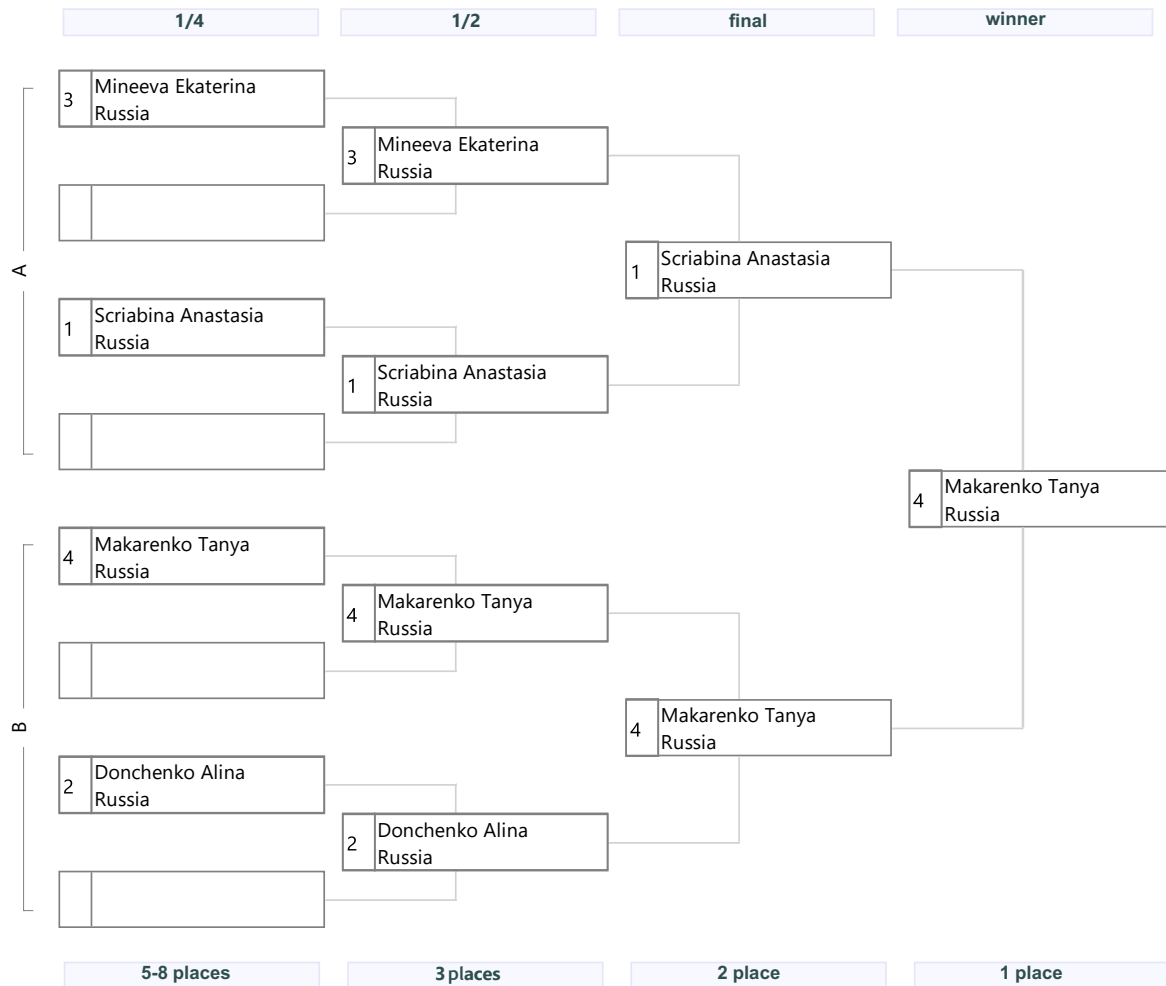 1/4
1/2
final
winner
3
Mineeva Ekaterina
Russia
3
Mineeva Ekaterina
Russia
A
1
Scriabina Anastasia
Russia
1
Scriabina Anastasia
Russia
1
Scriabina Anastasia
Russia
4
Makarenko Tanya
Russia
4
Makarenko Tanya
Russia
4
Makarenko Tanya
Russia
B
4
Makarenko Tanya
Russia
2
Donchenko Alina
Russia
2
Donchenko Alina
Russia
5-8 places
3 places
2 place
1 place